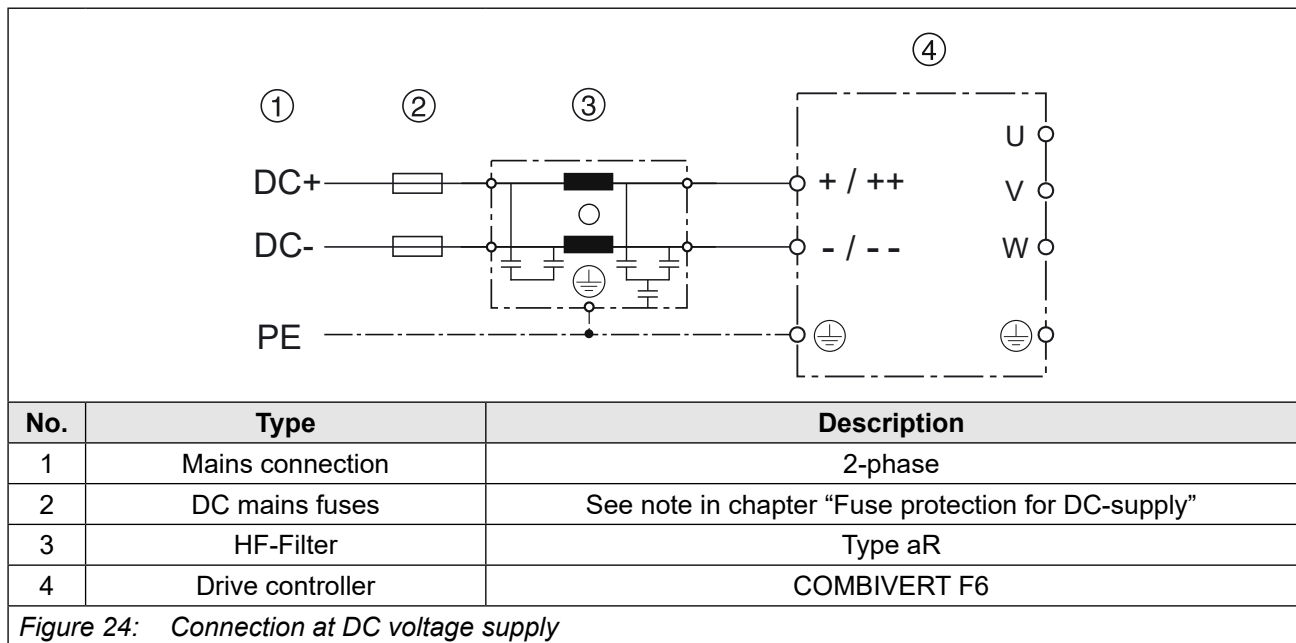 ① ② ③ ④
DC+ + / ++ U
V
DC- - / - - W
PE
No. Type Description
1 Mains connection 2-phase
2 DC mains fuses See note in chapter “Fuse protection for DC-supply”
3 HF-Filter Type aR
4 Drive controller COMBIVERT F6
Figure 24: Connection at DC voltage supply